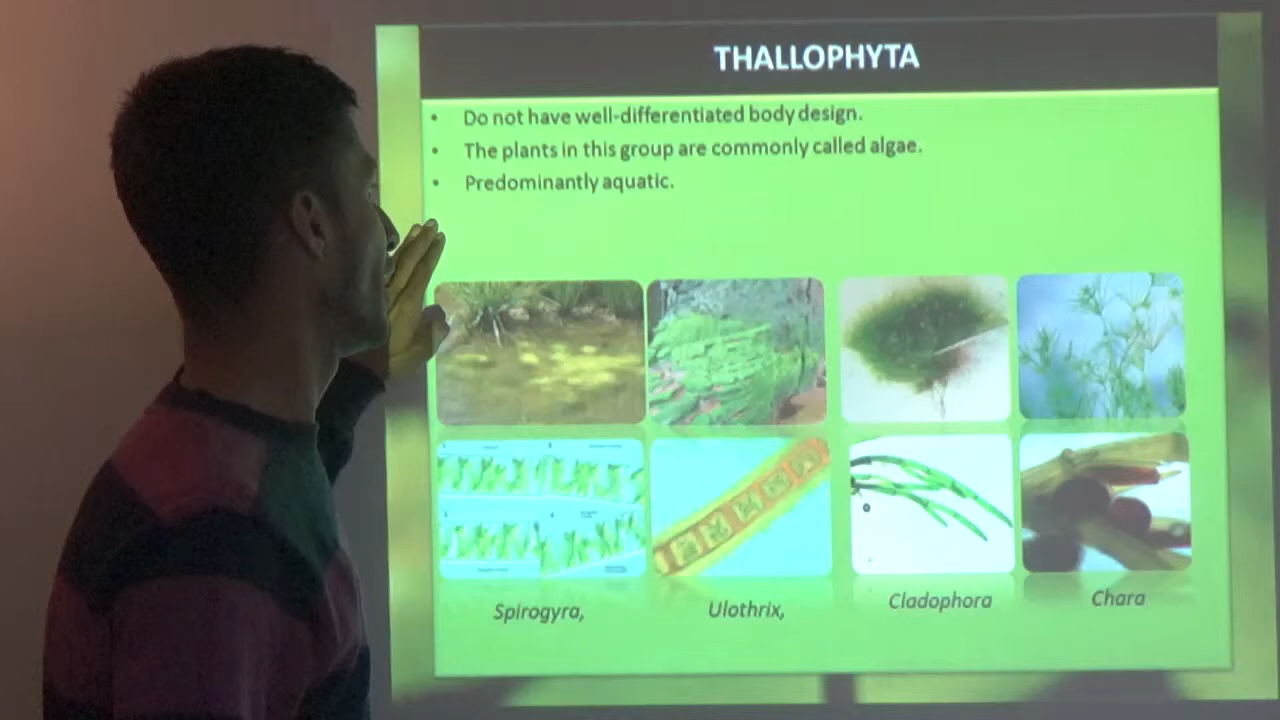 THALLOPHYTA
• Do not have well-differentiated body design.
• The plants in this group are commonly called algae.
• Predominantly aquatic.
Spirogyra,
Ulothrix,
Cladophora
Chara